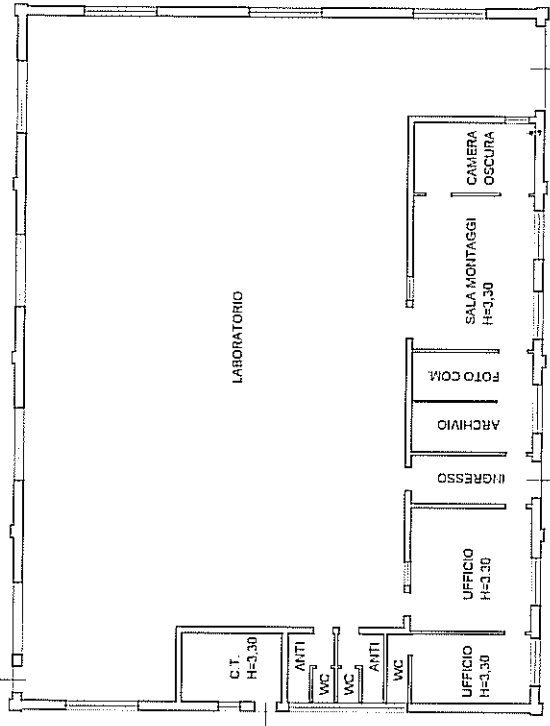 LABORATORIO
CAMERA
OSCURA
SALA MONTAGGI
H=3,30
FOTO COM.
ARCHIVIO
INGRESSO
UFFICIO
H=3,30
UFFICIO
H=3,30
C.T.
H=3,30
ANTI
WC
WC
ANTI
WC